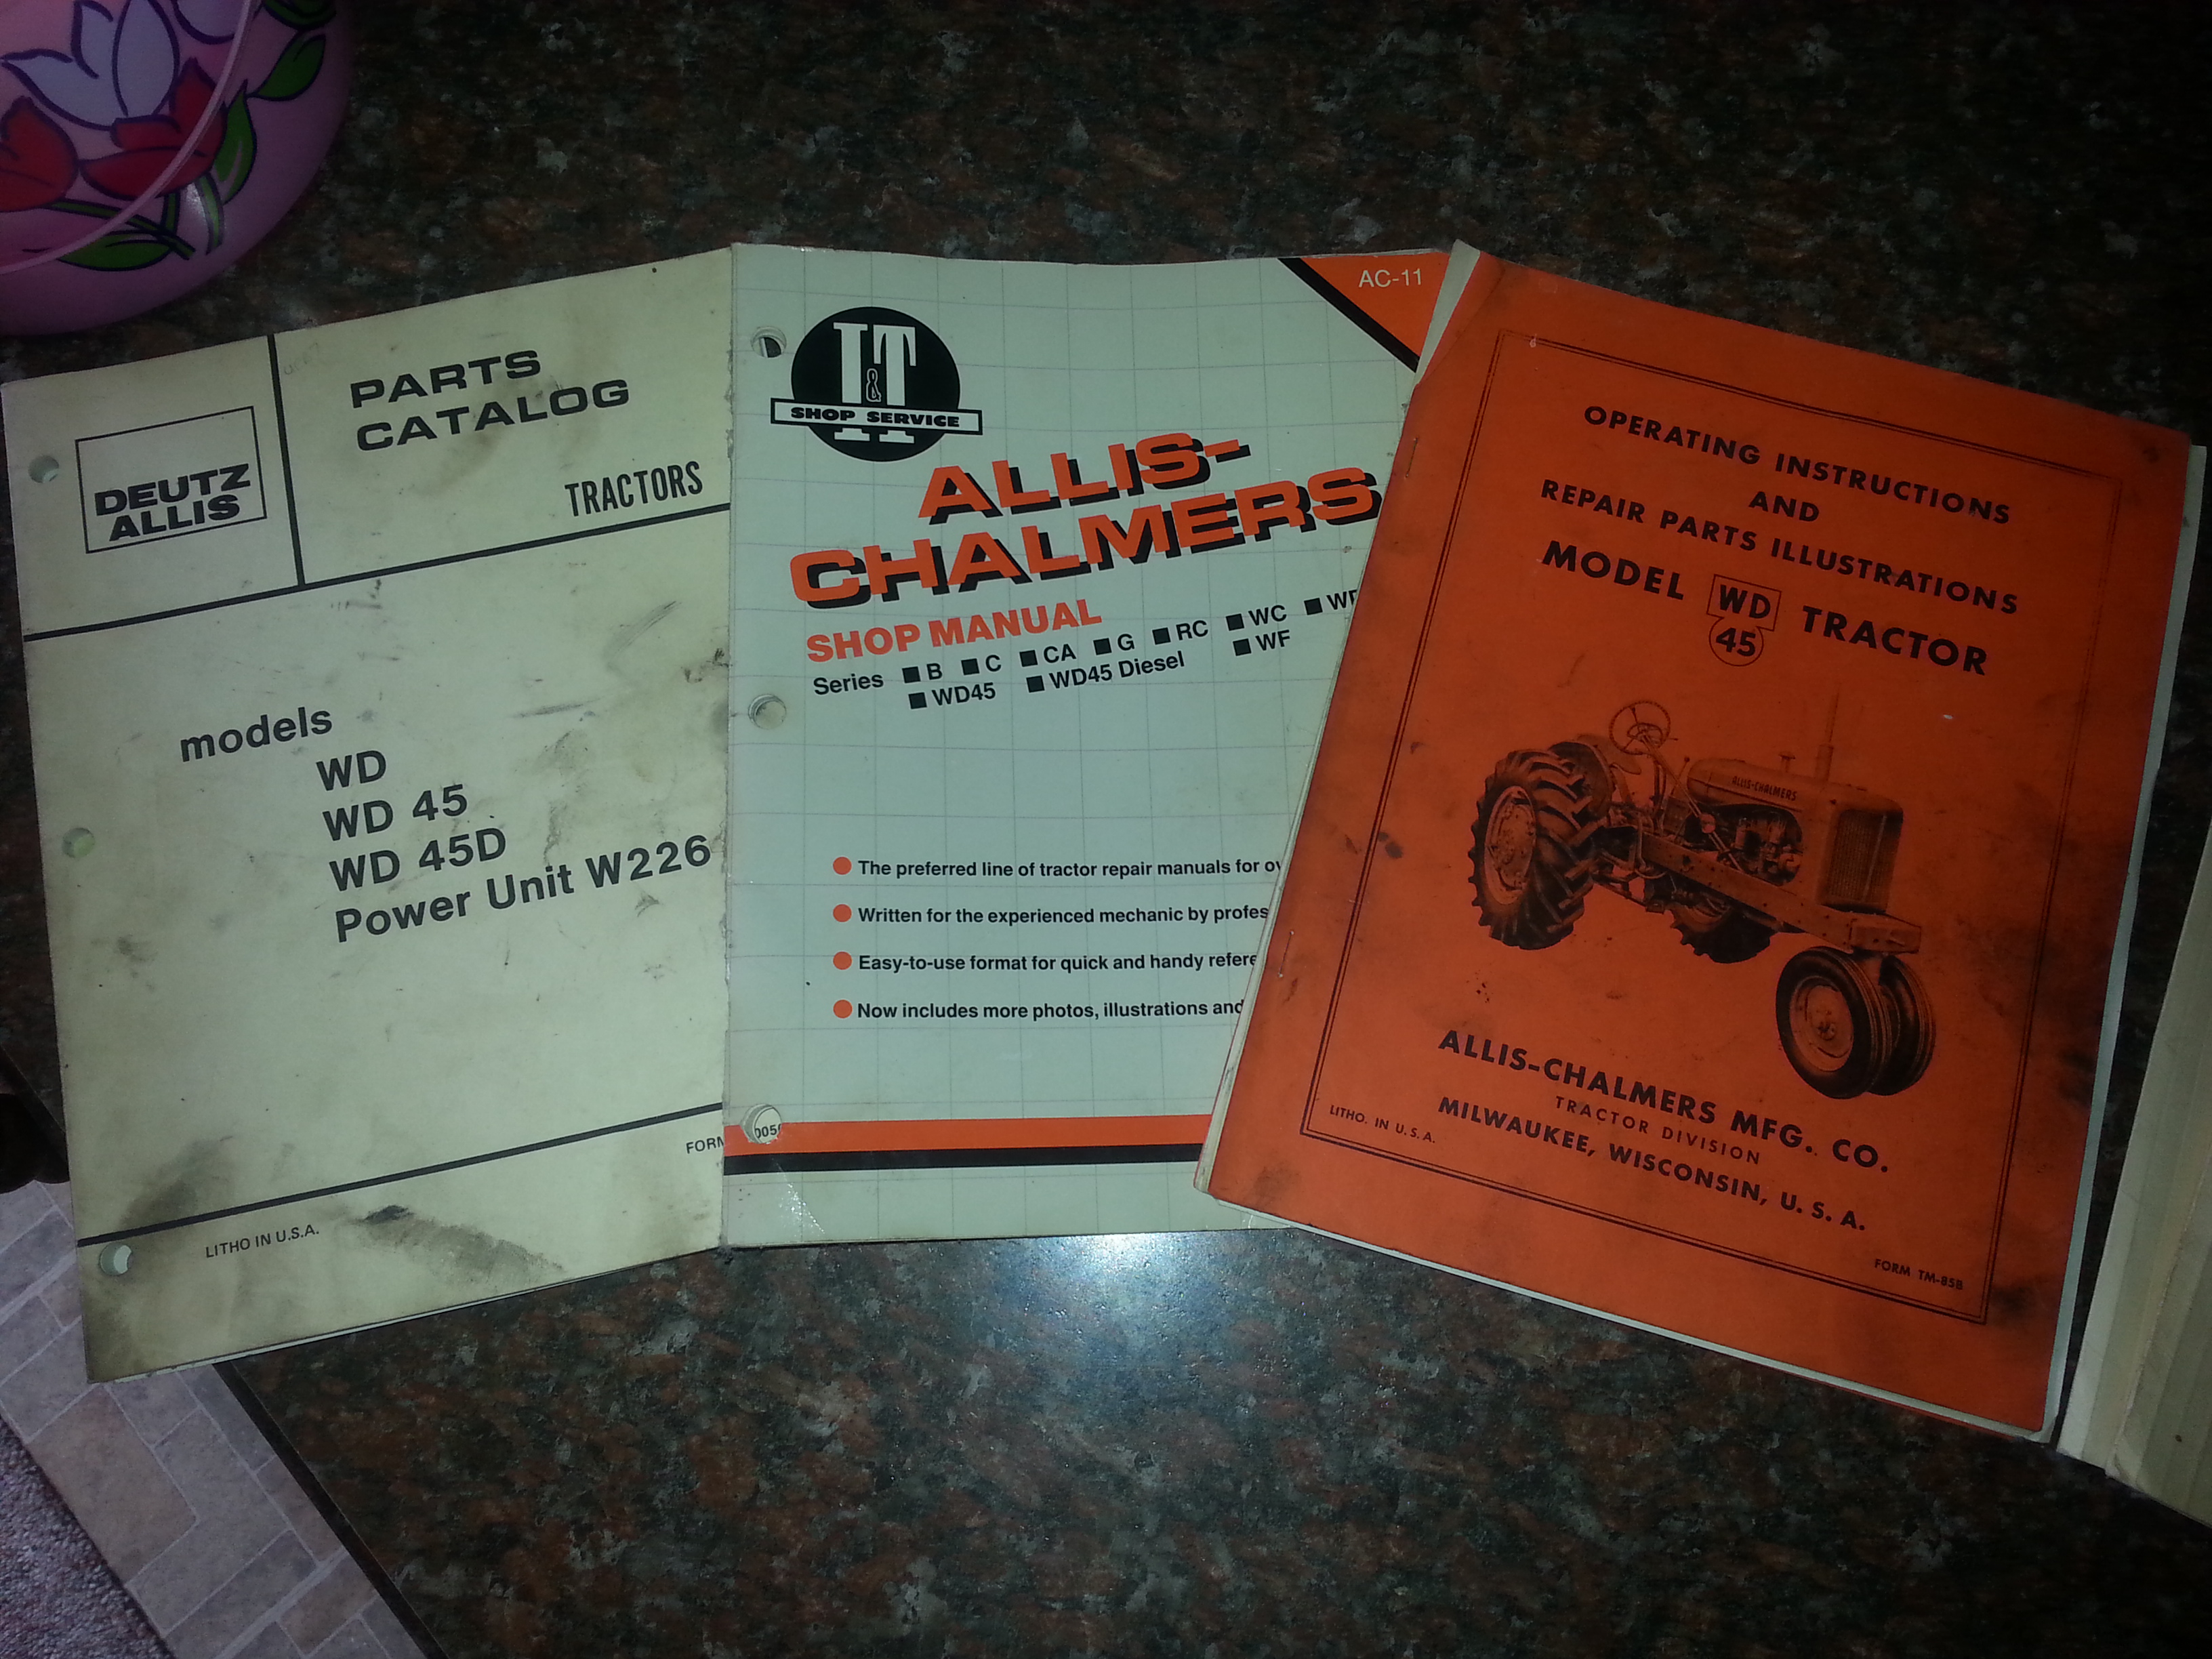 DEUTZ
ALLIS
PARTS
CATALOG
TRACTORS
models
WD
WD 45
WD 45D
Power Unit W226
FORM
LITHO IN U.S.A.
AC-11
I&T
SHOP SERVICE
ALLIS-
CHALMERS
SHOP MANUAL
Series ■ B ■ C ■ CA ■ G ■ RC ■ WC ■
■ WD45 ■ WD45 Diesel ■ WF
The preferred line of tractor repair manuals for
Written for the experienced mechanic by
Easy-to-use format for quick and handy
Now includes more photos, illustrations and
OPERATING INSTRUCTIONS
AND
REPAIR PARTS ILLUSTRATIONS
MODEL WD 45 TRACTOR
ALLIS-CHALMERS
ALLIS-CHALMERS MFG. CO.
TRACTOR DIVISION
MILWAUKEE, WISCONSIN, U. S. A.
LITHO. IN U.S.A.
FORM TM-85B